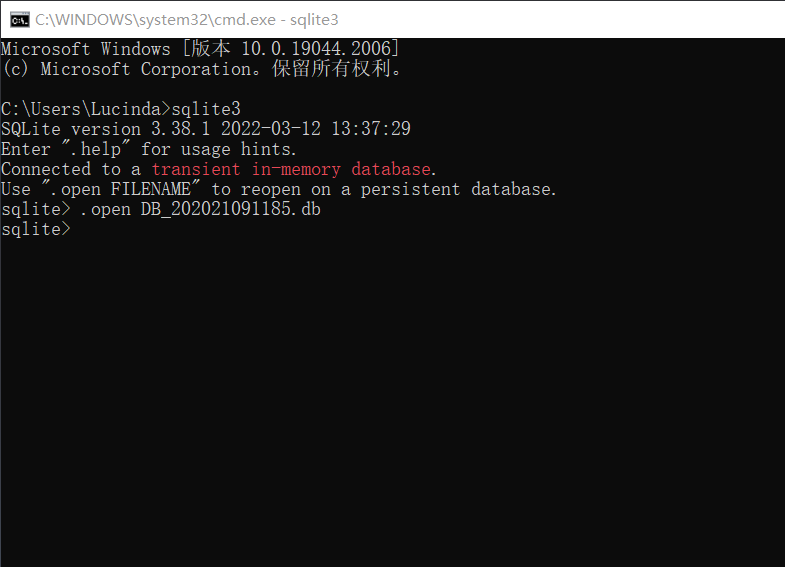 C:\WINDOWS\system32\cmd.exe - sqlite3
Microsoft Windows [版本 10.0.19044.2006]
(c) Microsoft Corporation。保留所有权利。
C:\Users\Lucinda>sqlite3
SQLite version 3.38.1 2022-03-12 13:37:29
Enter ".help" for usage hints.
Connected to a transient in-memory database.
Use ".open FILENAME" to reopen on a persistent database.
sqlite> .open DB_202021091185.db
sqlite>